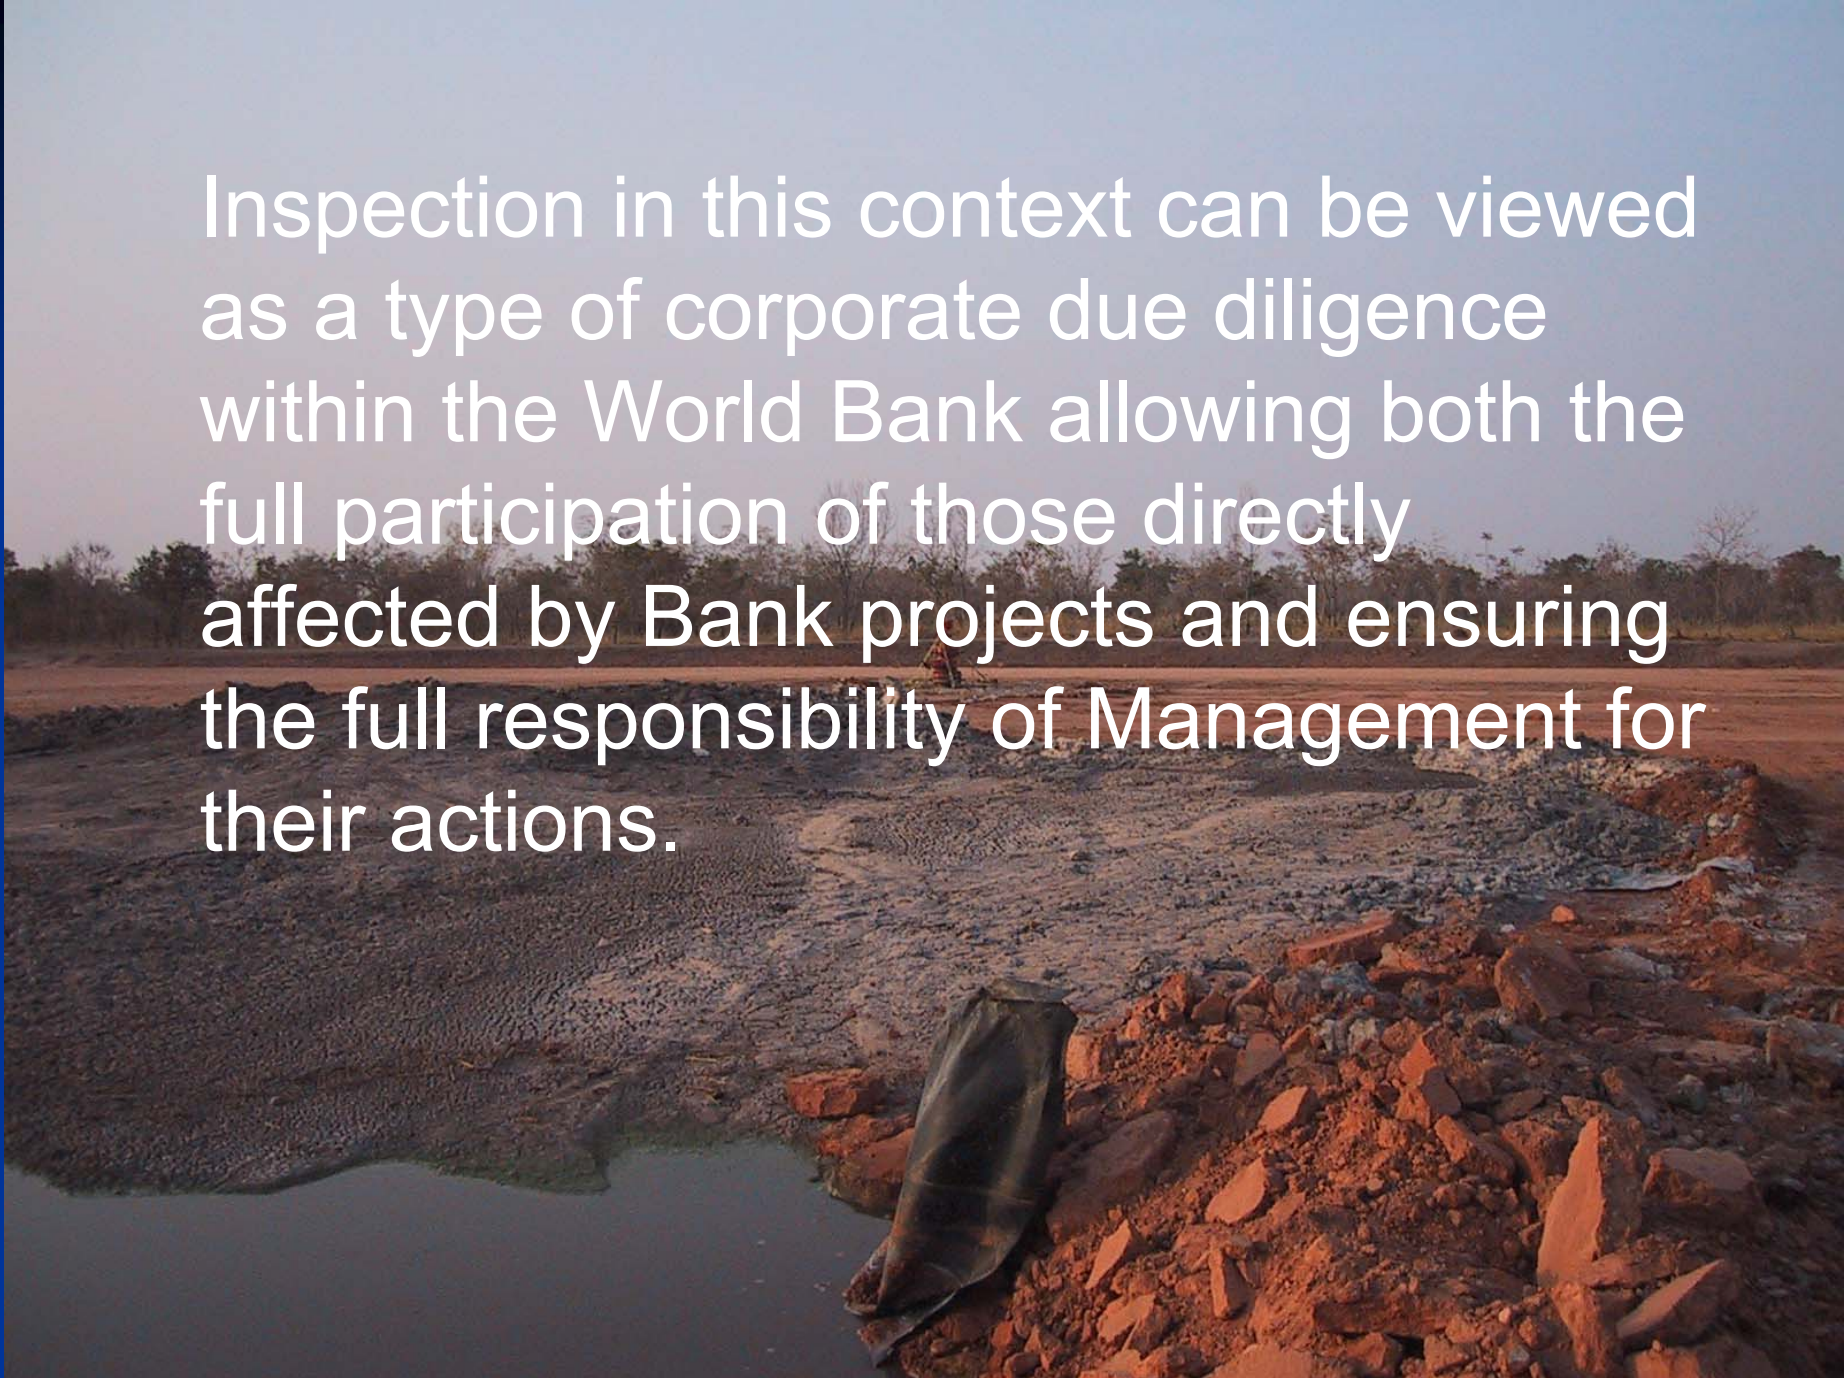 Inspection in this context can be viewed
as a type of corporate due diligence
within the World Bank allowing both the
full participation of those directly
affected by Bank projects and ensuring
the full responsibility of Management for
their actions.